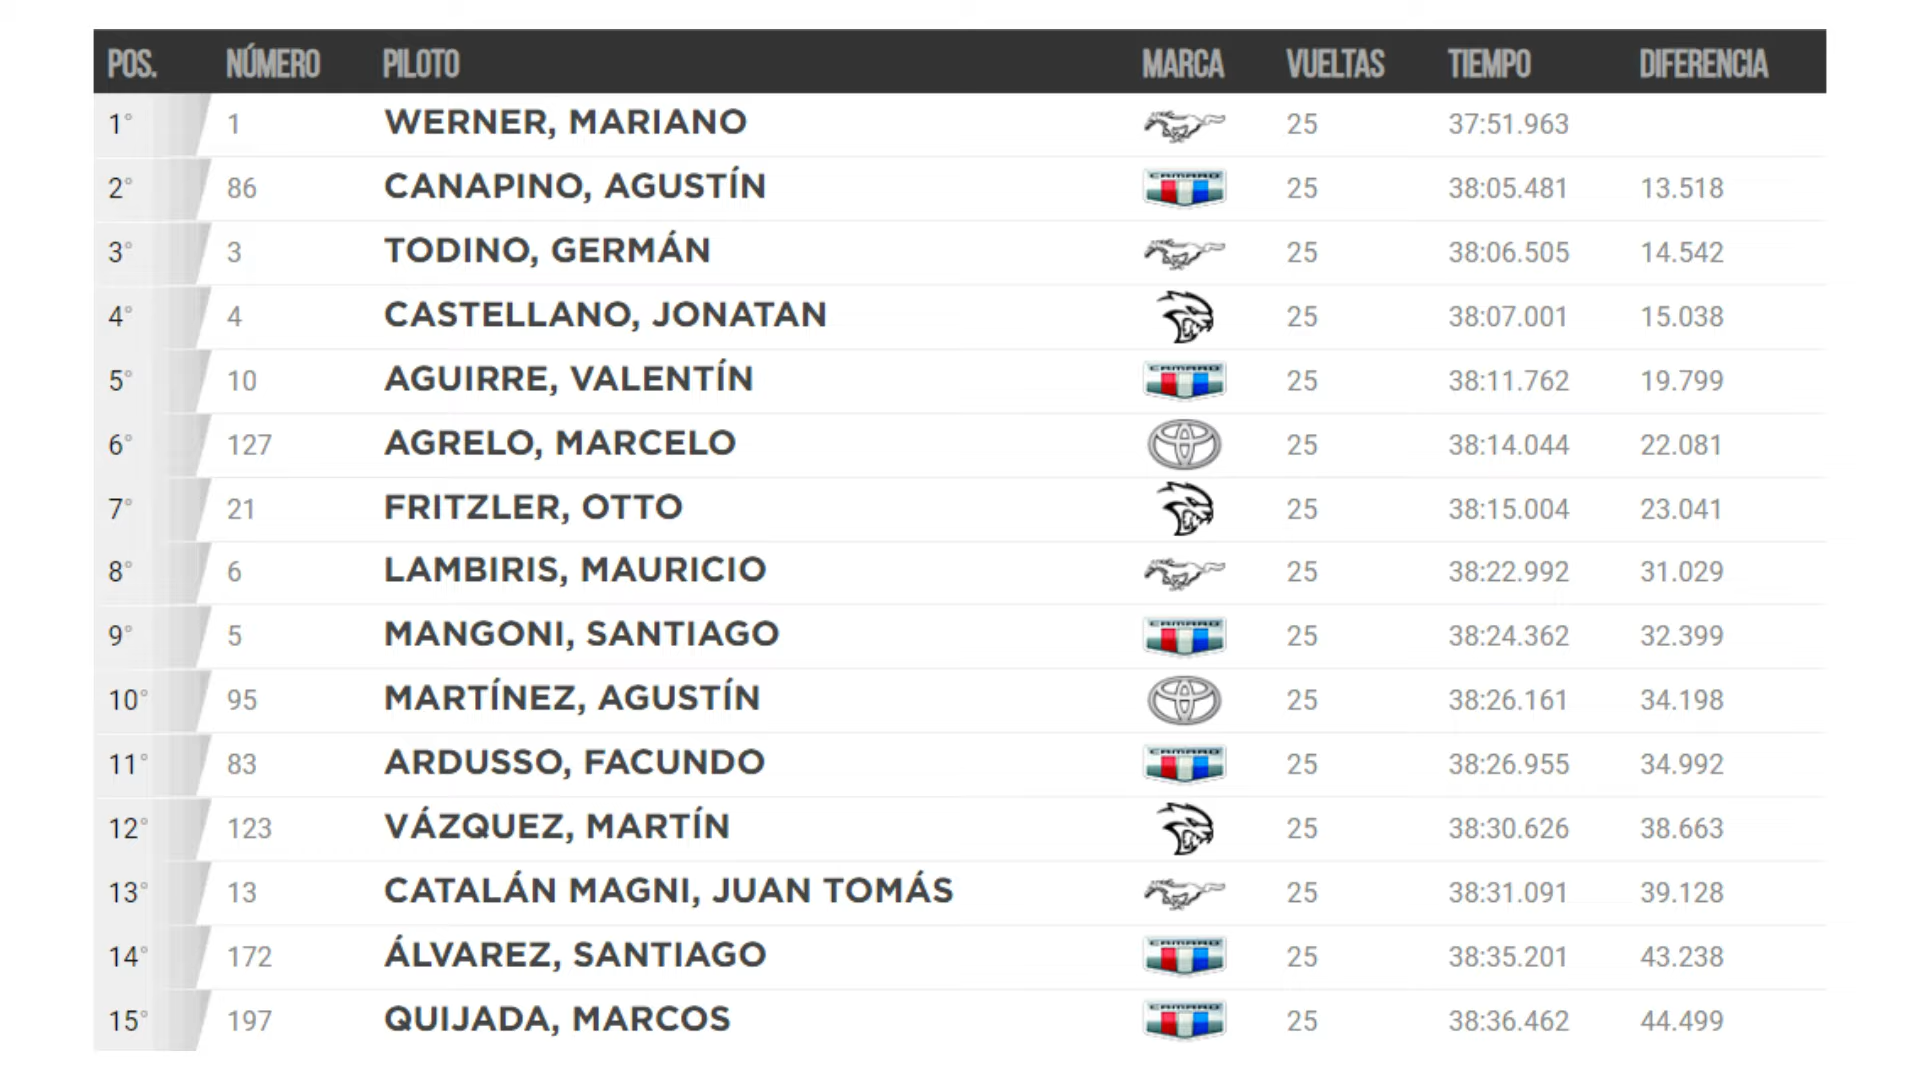 POS. NÚMERO PILOTO MARCA VUELTAS TIEMPO DIFERENCIA
1° 1 WERNER, MARIANO 25 37:51.963
2° 86 CANAPINO, AGUSTÍN CAMARO 25 38:05.481 13.518
3° 3 TODINO, GERMÁN 25 38:06.505 14.542
4° 4 CASTELLANO, JONATAN 25 38:07.001 15.038
5° 10 AGUIRRE, VALENTÍN CAMARO 25 38:11.762 19.799
6° 127 AGRELO, MARCELO 25 38:14.044 22.081
7° 21 FRITZLER, OTTO 25 38:15.004 23.041
8° 6 LAMBIRIS, MAURICIO 25 38:22.992 31.029
9° 5 MANGONI, SANTIAGO CAMARO 25 38:24.362 32.399
10° 95 MARTÍNEZ, AGUSTÍN 25 38:26.161 34.198
11° 83 ARDUSSO, FACUNDO CAMARO 25 38:26.955 34.992
12° 123 VÁZQUEZ, MARTÍN 25 38:30.626 38.663
13° 13 CATALÁN MAGNI, JUAN TOMÁS 25 38:31.091 39.128
14° 172 ÁLVAREZ, SANTIAGO CAMARO 25 38:35.201 43.238
15° 197 QUIJADA, MARCOS CAMARO 25 38:36.462 44.499